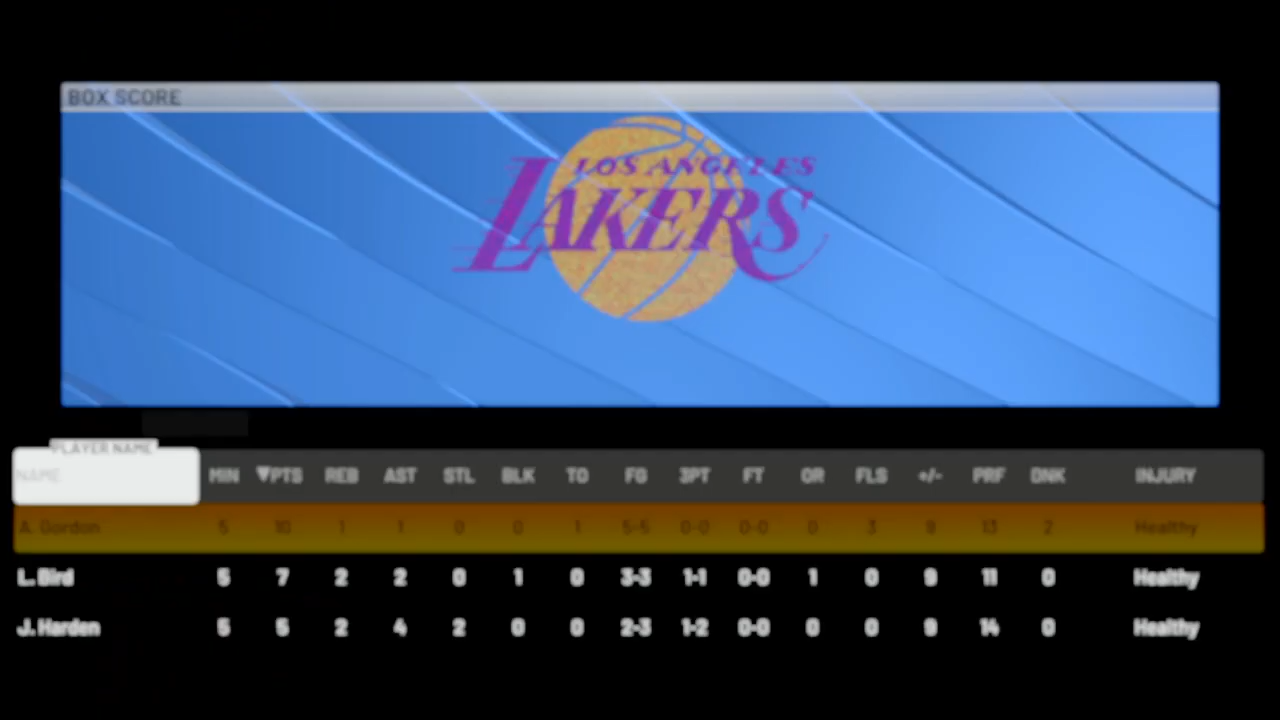 BOX SCORE
LOS ANGELES
LAKERS
PLAYER NAME
NAME MIN ▼PTS REB AST STL BLK TO FG 3PT FT OR FLS +/- PRF DNK INJURY
A. Gordon 5 10 1 1 0 0 1 5-5 0-0 0-0 0 3 9 13 2 Healthy
L. Bird 5 7 2 2 0 1 0 3-3 1-1 0-0 1 0 9 11 0 Healthy
J. Harden 5 5 2 4 2 0 0 2-3 1-2 0-0 0 0 9 14 0 Healthy